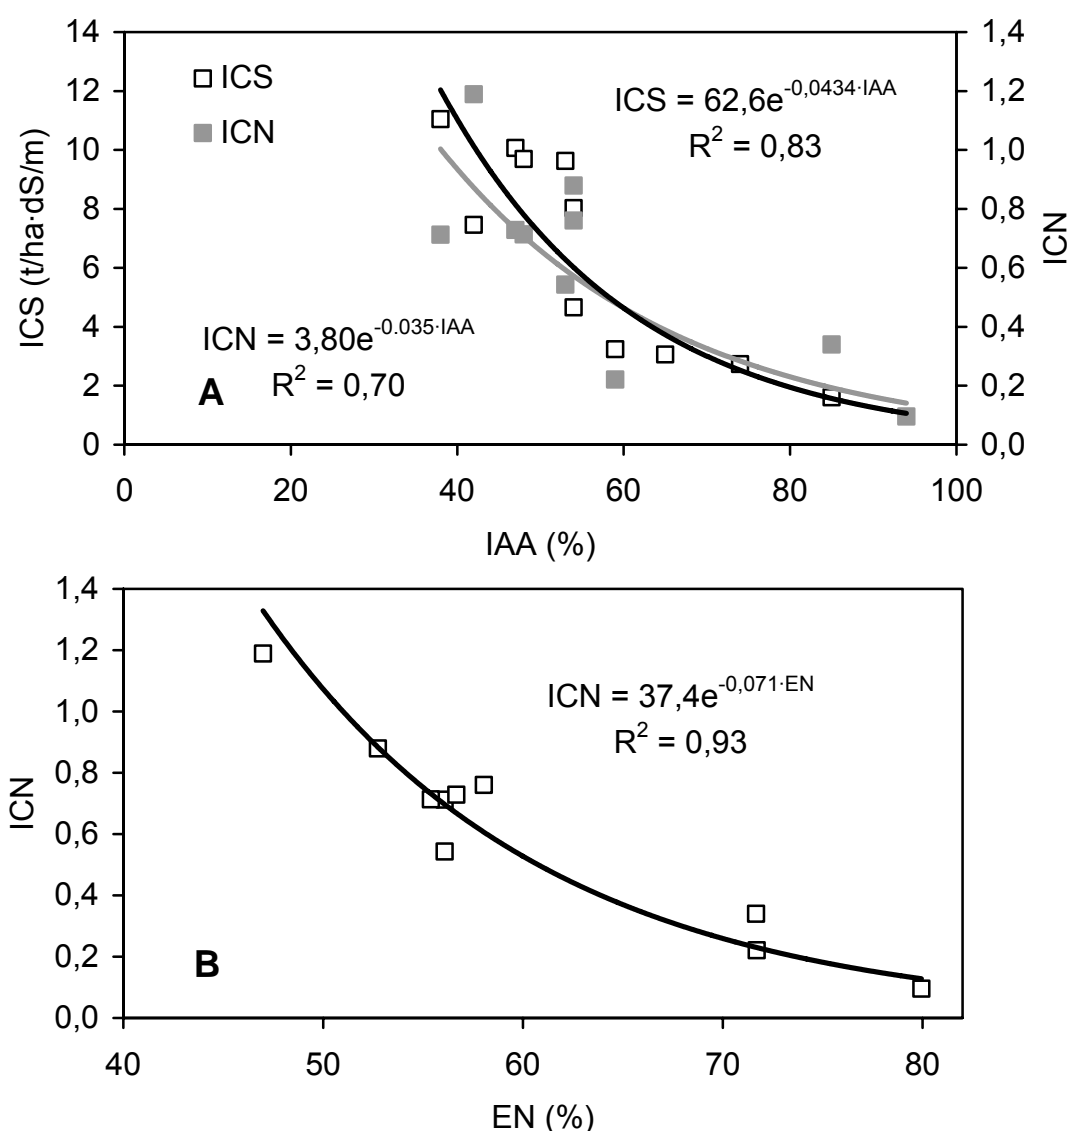 14
12
10
8
6
4
2
0
1,4
1,2
1,0
0,8
0,6
0,4
0,2
0,0
ICS (t/ha·dS/m)
ICN
ICS
ICN
ICS = 62,6e^-0,0434·IAA
R² = 0,83
ICN = 3,80e^-0.035·IAA
R² = 0,70
A
0 20 40 60 80 100
IAA (%)
1,4
1,2
1,0
0,8
0,6
0,4
0,2
0,0
ICN
ICN = 37,4e^-0,071·EN
R² = 0,93
B
40 50 60 70 80
EN (%)